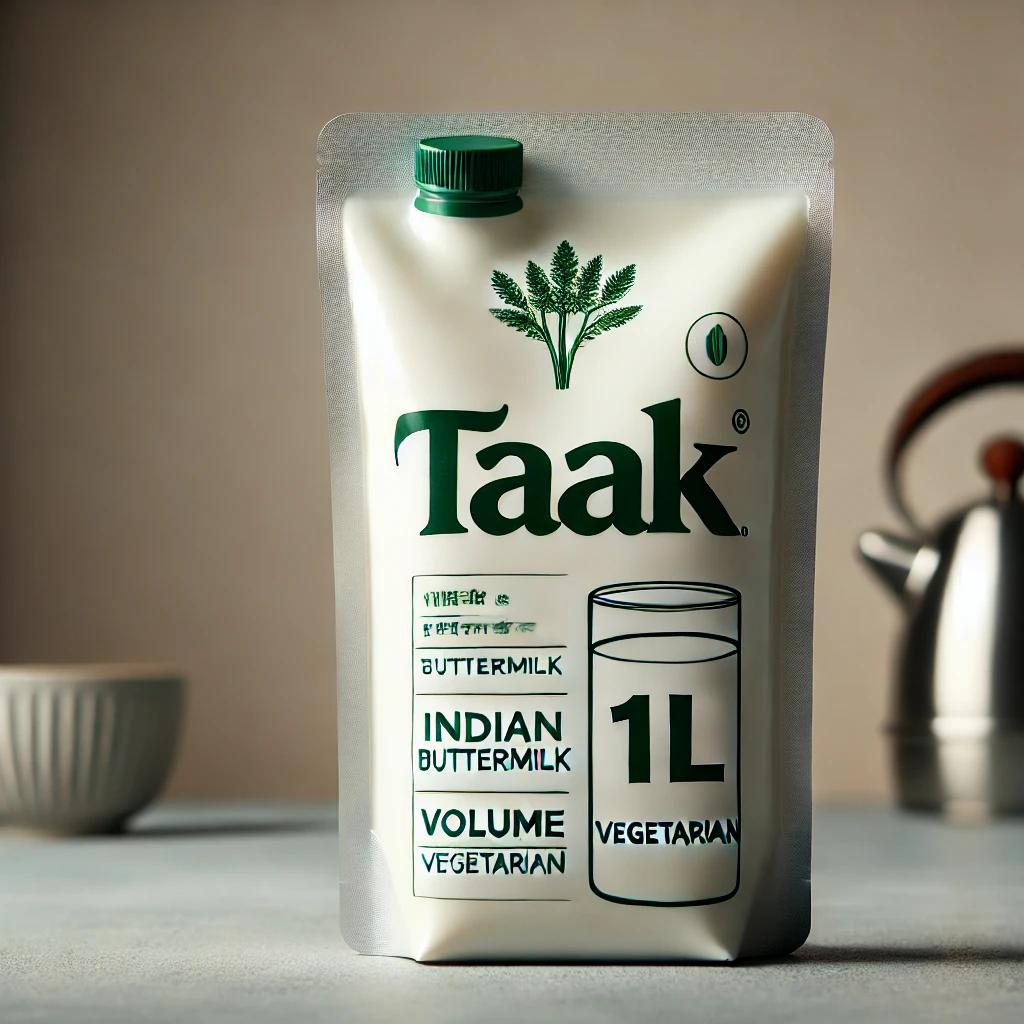 Taak
BUTTERMILK
INDIAN
BUTTERMILK
VOLUME
VEGETARIAN
1L
VEGETARIAN